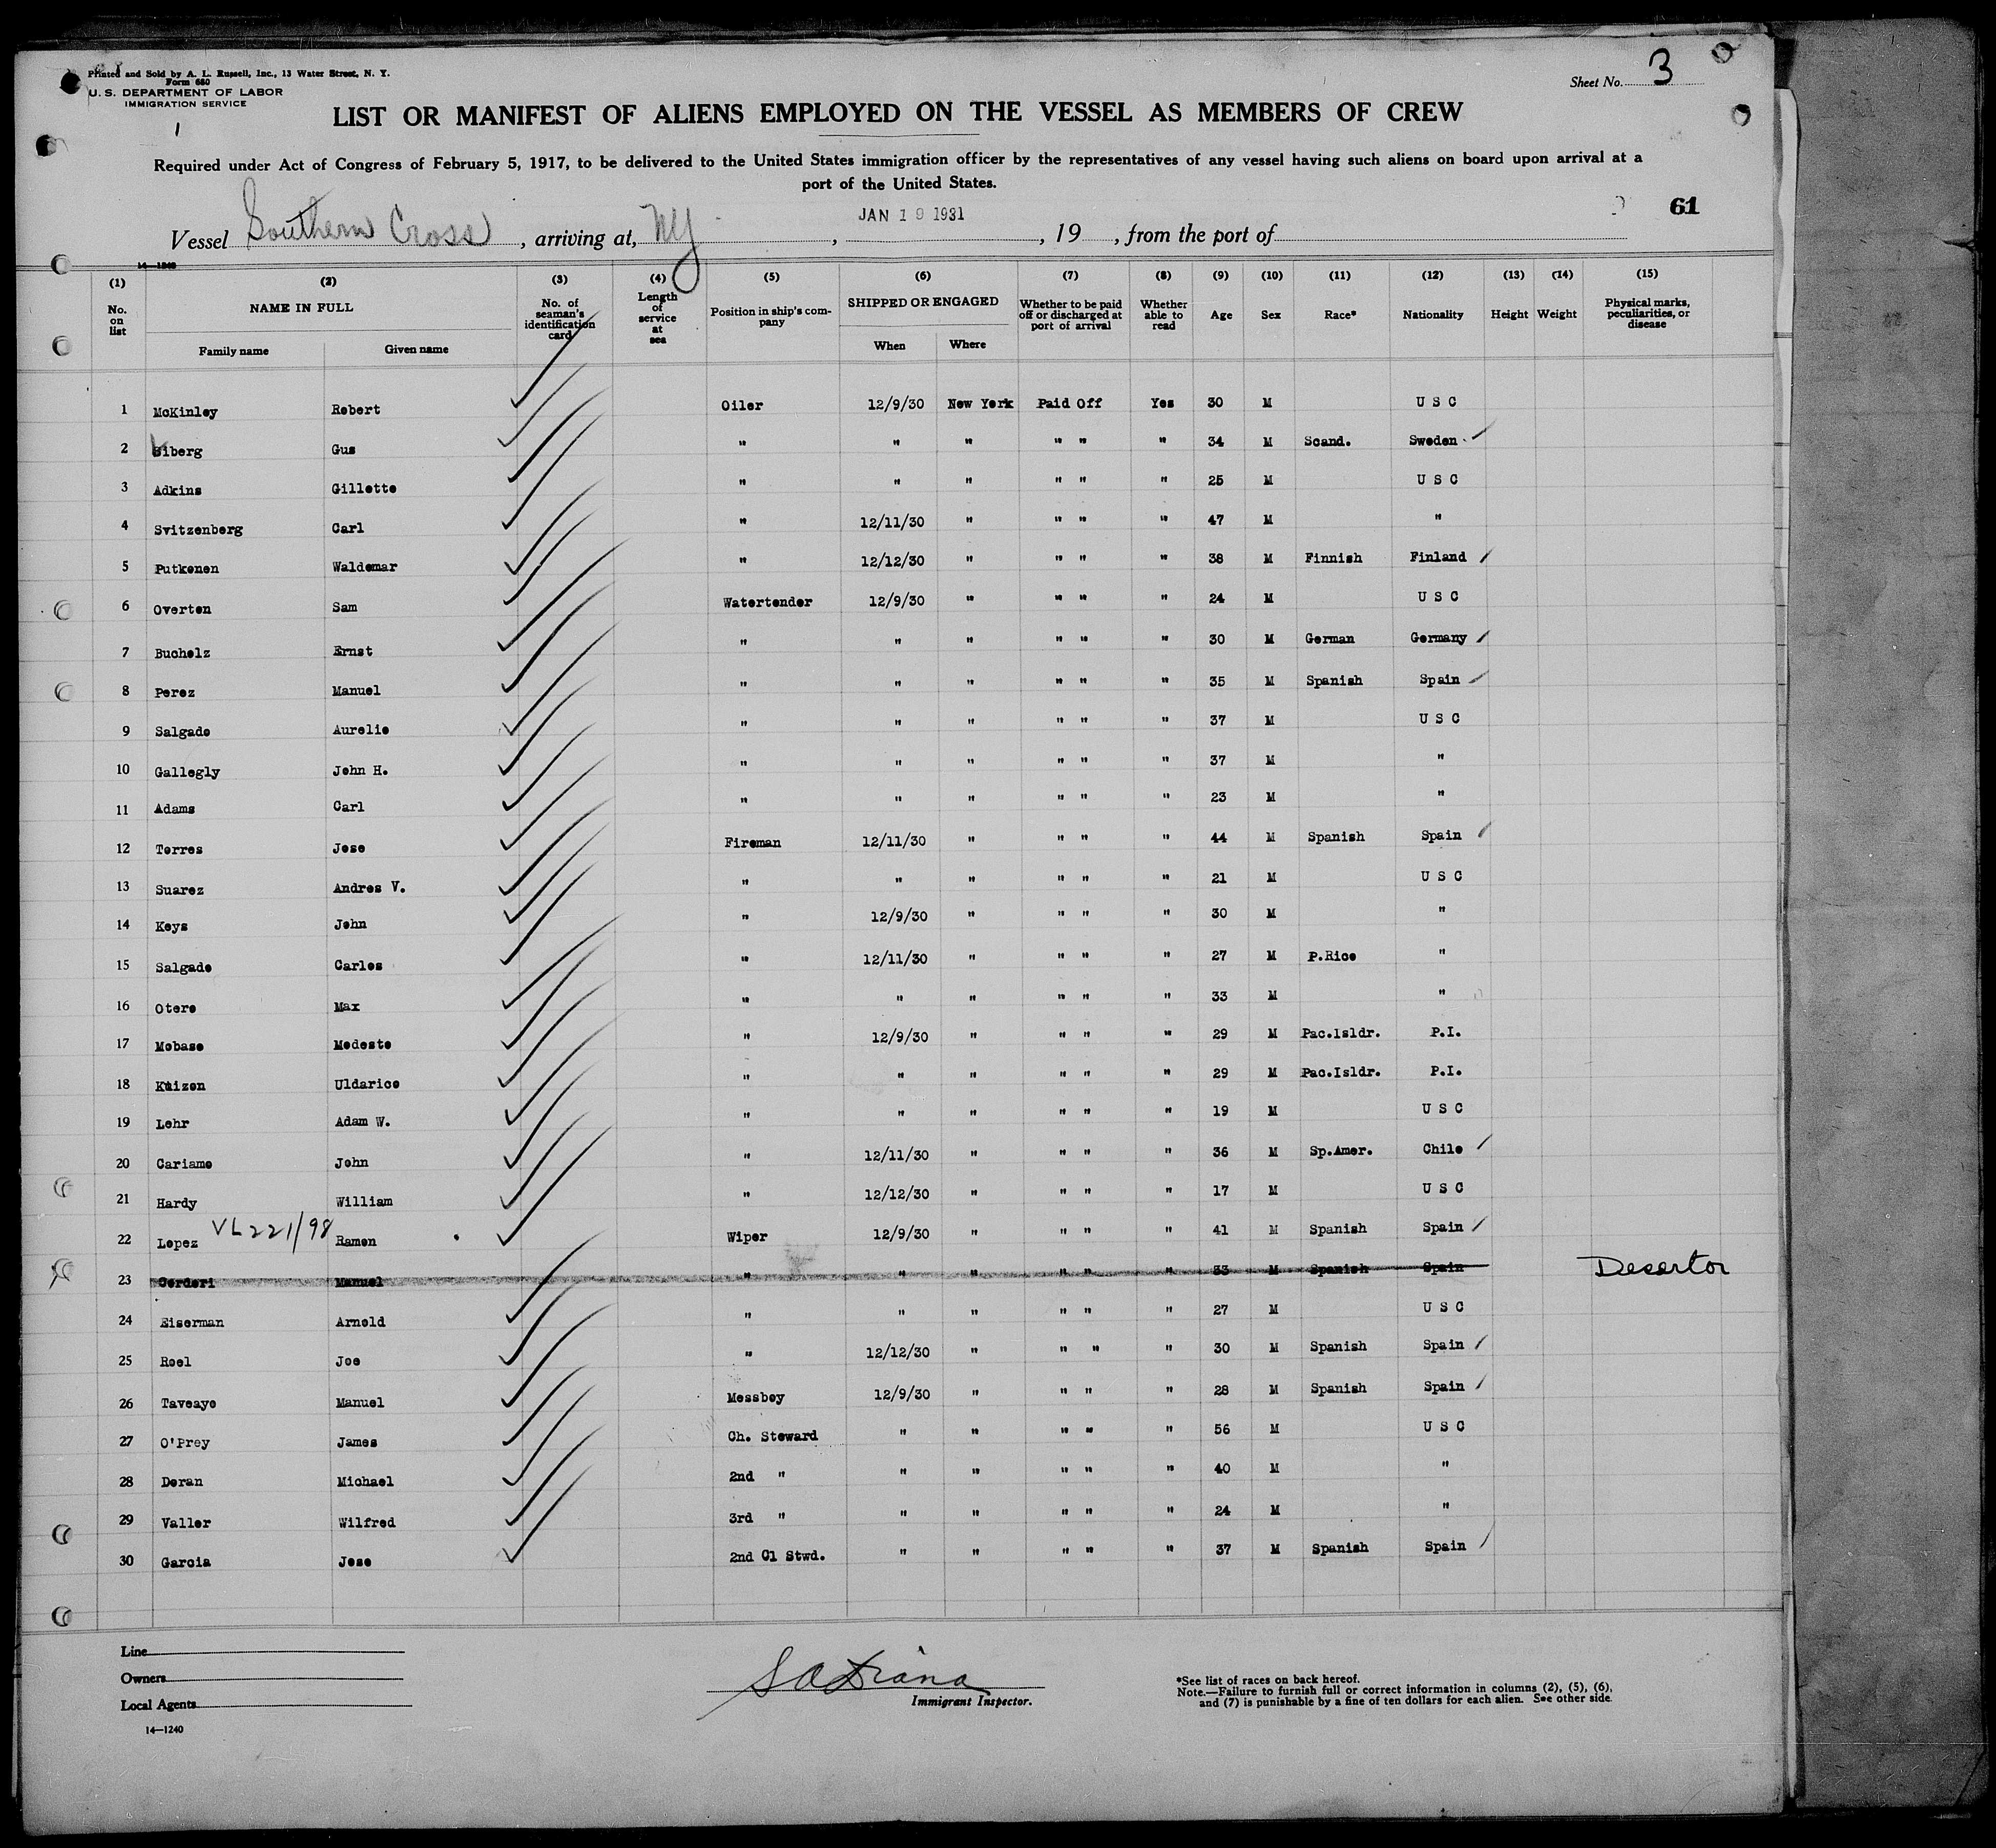 Printed and Sold by A. L. Russell, Inc., 13 Water Street, N. Y.
Form 680
U. S. DEPARTMENT OF LABOR
IMMIGRATION SERVICE
1
Sheet No. 3
LIST OR MANIFEST OF ALIENS EMPLOYED ON THE VESSEL AS MEMBERS OF CREW
Required under Act of Congress of February 5, 1917, to be delivered to the United States immigration officer by the representatives of any vessel having such aliens on board upon arrival at a
port of the United States.
JAN 19 1931
61
Vessel Southern Cross, arriving at, NY, , 19 , from the port of
14—1240
(1) (2) (3) (4) (5) (6) (7) (8) (9) (10) (11) (12) (13) (14) (15)
No. on list NAME IN FULL No. of seaman's identification card Length of service at sea Position in ship's company SHIPPED OR ENGAGED Whether to be paid off or discharged at port of arrival Whether able to read Age Sex Race* Nationality Height Weight Physical marks, peculiarities, or disease
Family name Given name When Where
1 McKinley Robert Oiler 12/9/30 New York Paid Off Yes 30 M U S C
2 Siberg Gus " " " " " " 34 M Scand. Sweden
3 Adkins Gillette " " " " " " 25 M U S C
4 Svitzenberg Carl " 12/11/30 " " " " 47 M "
5 Putkonen Waldemar " 12/12/30 " " " " 38 M Finnish Finland
6 Overton Sam Watertender 12/9/30 " " " " 24 M U S C
7 Bucholz Ernst " " " " " " 30 M German Germany
8 Perez Manuel " " " " " " 35 M Spanish Spain
9 Salgado Aurelio " " " " " " 37 M U S C
10 Gallegly John H. " " " " " " 37 M "
11 Adams Carl " " " " " " 23 M "
12 Torres Jose Fireman 12/11/30 " " " " 44 M Spanish Spain
13 Suarez Andres V. " " " " " " 21 M U S C
14 Keys John " 12/9/30 " " " " 30 M "
15 Salgado Carlos " 12/11/30 " " " " 27 M P.Rico "
16 Otero Max " " " " " " 33 M "
17 Mobaso Modesto " 12/9/30 " " " " 29 M Pac.Isldr. P.I.
18 Kuizon Uldarico " " " " " " 29 M Pac.Isldr. P.I.
19 Lehr Adam W. " " " " " " 19 M U S C
20 Cariamo John " 12/11/30 " " " " 36 M Sp.Amer. Chile
21 Hardy William " 12/12/30 " " " " 17 M U S C
22 Lopez VL221/98 Ramon Wiper 12/9/30 " " " " 41 M Spanish Spain
23 Cerderi Manuel " " " " " " 33 M Spanish Spain Desertor
24 Eiserman Arnold " " " " " " 27 M U S C
25 Roel Joe " 12/12/30 " " " " 30 M Spanish Spain
26 Taveayo Manuel Messboy 12/9/30 " " " " 28 M Spanish Spain
27 O'Prey James Ch. Steward " " " " " 56 M U S C
28 Doran Michael 2nd " " " " " " 40 M "
29 Valler Wilfred 3rd " " " " " " 24 M "
30 Garcia Jose 2nd Cl Stwd. " " " " " 37 M Spanish Spain
Line
Owners
Local Agents
14—1240
Immigrant Inspector.
*See list of races on back hereof.
Note.—Failure to furnish full or correct information in columns (2), (5), (6),
and (7) is punishable by a fine of ten dollars for each alien. See other side.